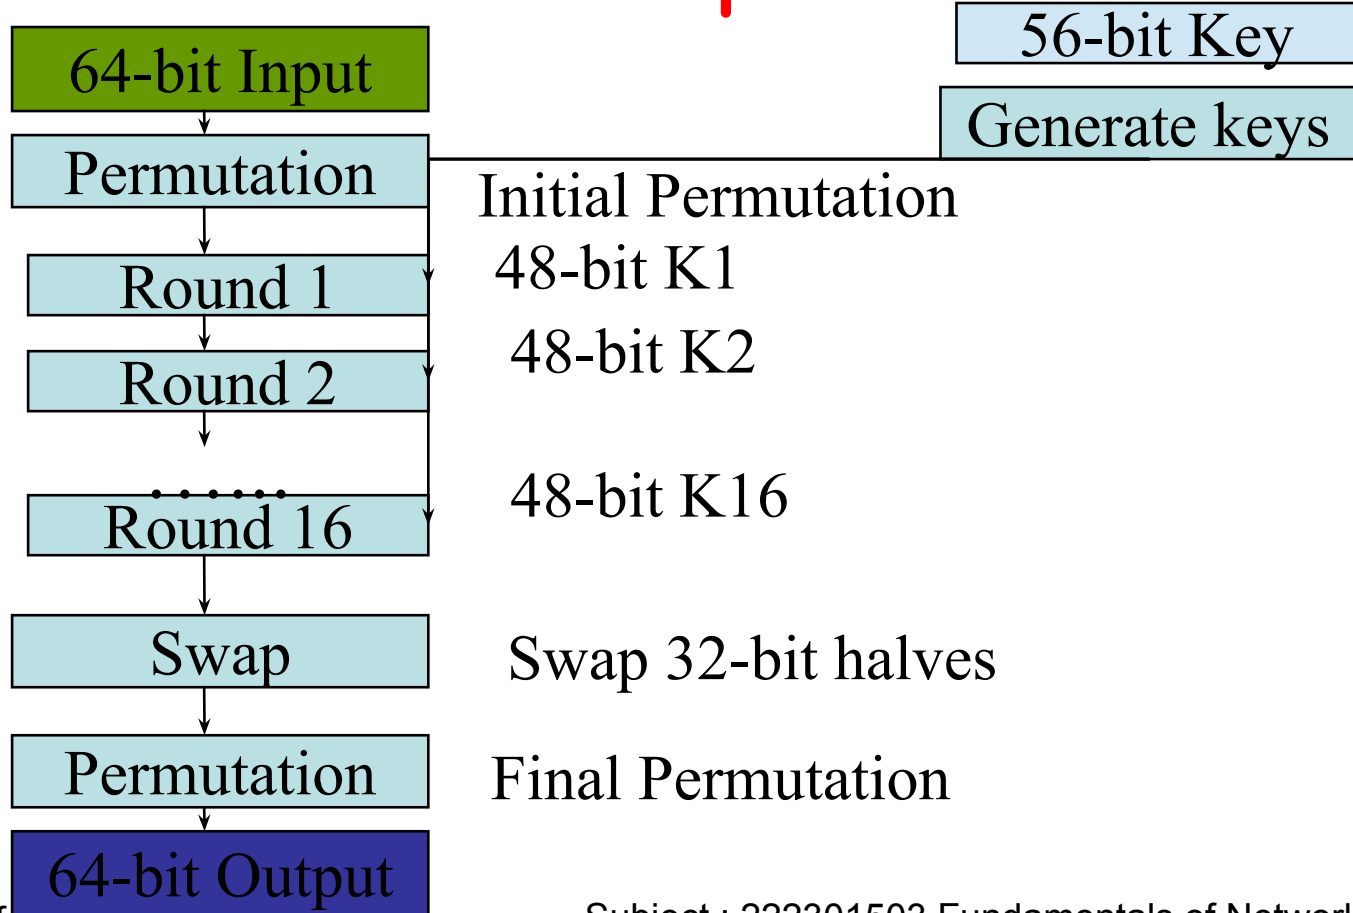 56-bit Key
64-bit Input
Generate keys
Permutation
Initial Permutation
Round 1
48-bit K1
Round 2
48-bit K2
......
Round 16
48-bit K16
Swap
Swap 32-bit halves
Permutation
Final Permutation
64-bit Output